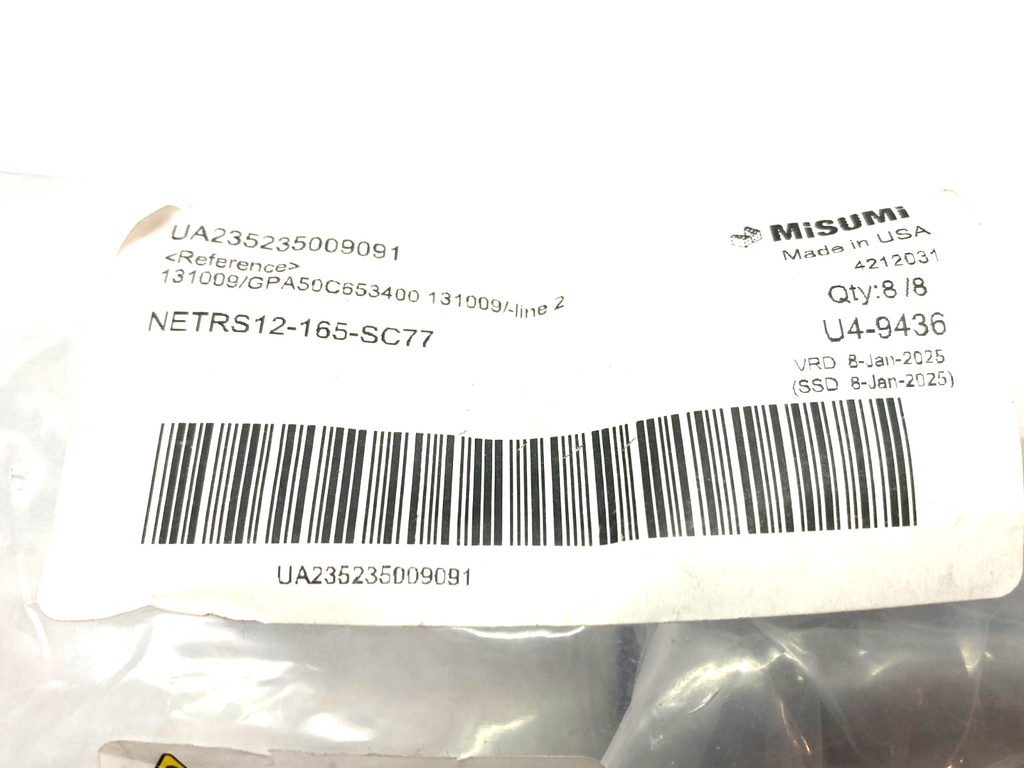 UA235235009091
<Reference>
131009/GPA50C653400 131009/-line 2
NETRS12-165-SC77
MiSUMi
Made in USA
4212031
Qty:8 /8
U4-9436
VRD 8-Jan-2025
(SSD 8-Jan-2025)
UA235235009091